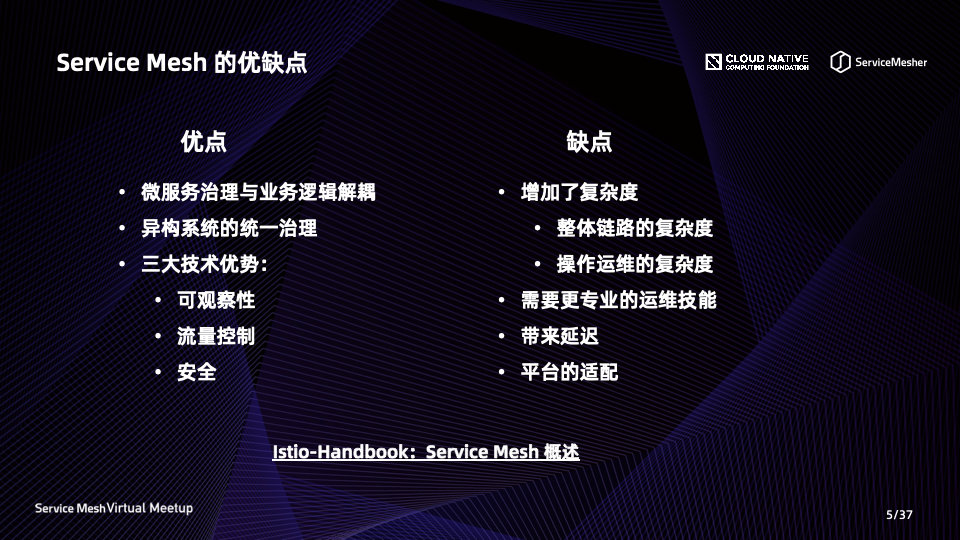 Service Mesh 的优缺点
CLOUD NATIVE
COMPUTING FOUNDATION
ServiceMesher
优点
• 微服务治理与业务逻辑解耦
• 异构系统的统一治理
• 三大技术优势：
• 可观察性
• 流量控制
• 安全
缺点
• 增加了复杂度
• 整体链路的复杂度
• 操作运维的复杂度
• 需要更专业的运维技能
• 带来延迟
• 平台的适配
Istio-Handbook：Service Mesh 概述
Service Mesh Virtual Meetup
5/37